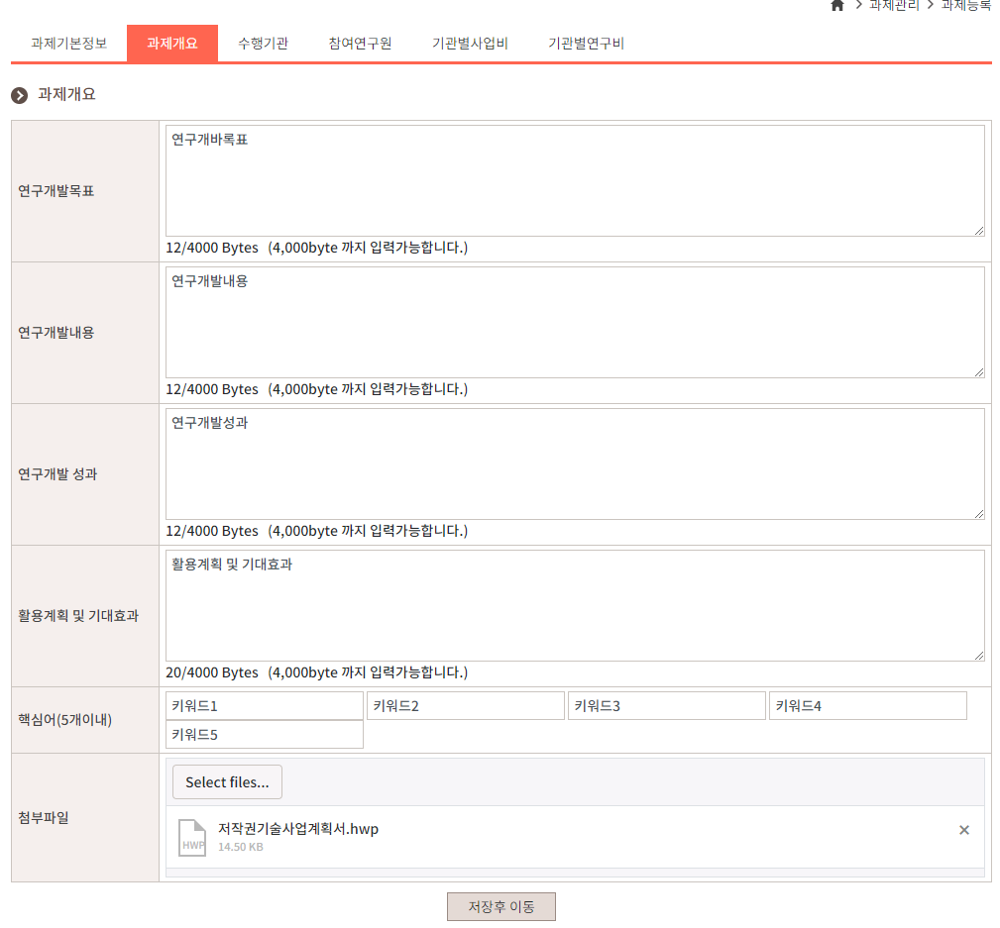 과제관리 > 과제등록
과제기본정보 과제개요 수행기관 참여연구원 기관별사업비 기관별연구비
과제개요
연구개발목표
연구개바록표
12/4000 Bytes (4,000byte 까지 입력가능합니다.)
연구개발내용
연구개발내용
12/4000 Bytes (4,000byte 까지 입력가능합니다.)
연구개발 성과
연구개발성과
12/4000 Bytes (4,000byte 까지 입력가능합니다.)
활용계획 및 기대효과
활용계획 및 기대효과
20/4000 Bytes (4,000byte 까지 입력가능합니다.)
핵심어(5개이내)
키워드1 키워드2 키워드3 키워드4
키워드5
첨부파일
Select files...
HWP
저작권기술사업계획서.hwp
14.50 KB
저장후 이동